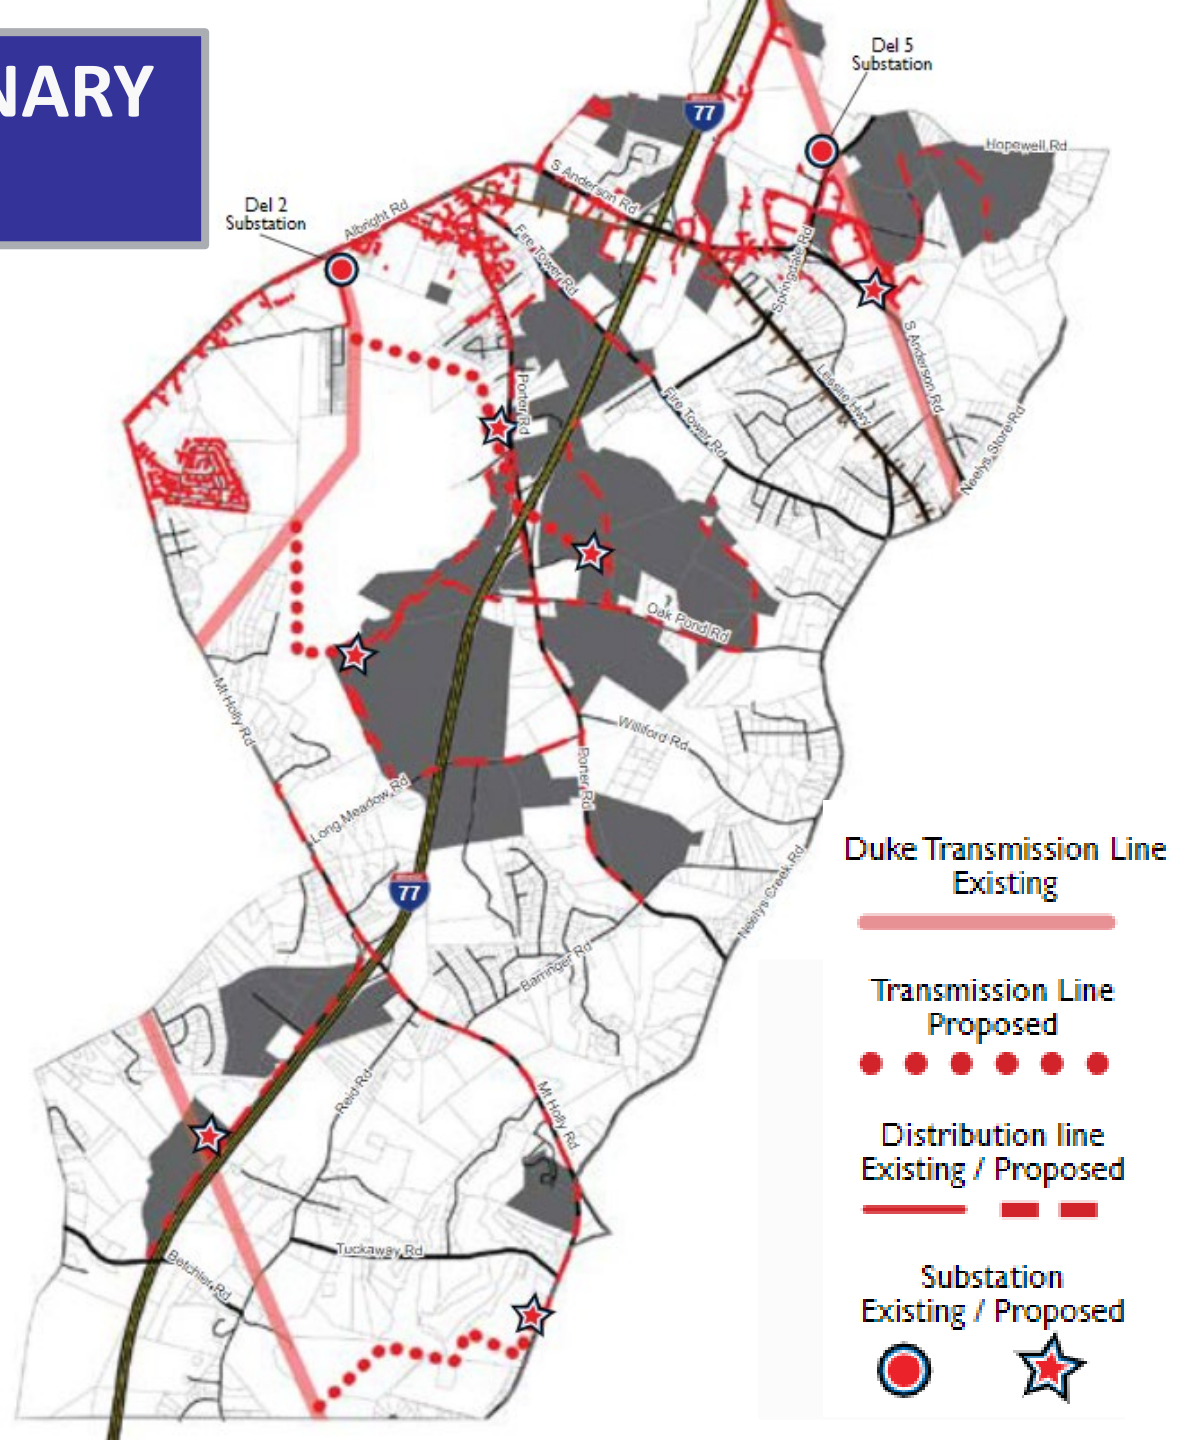 NARY
Del 5
Substation
77
Hopewell Rd
S Anderson Rd
Del 2
Substation
Albright Rd
Fire Tower Rd
Springdale Rd
Porter Rd
Lesslie Hwy
S Anderson Rd
Fire Tower Rd
Neelys Store Rd
Oak Pond Rd
Mt Holly Rd
Williford Rd
Porter Rd
Long Meadow Rd
77
Neelys Creek Rd
Barringer Rd
Reid Rd
Mt Holly Rd
Tuckaway Rd
Betchler Rd
Duke Transmission Line
Existing
Transmission Line
Proposed
Distribution line
Existing / Proposed
Substation
Existing / Proposed